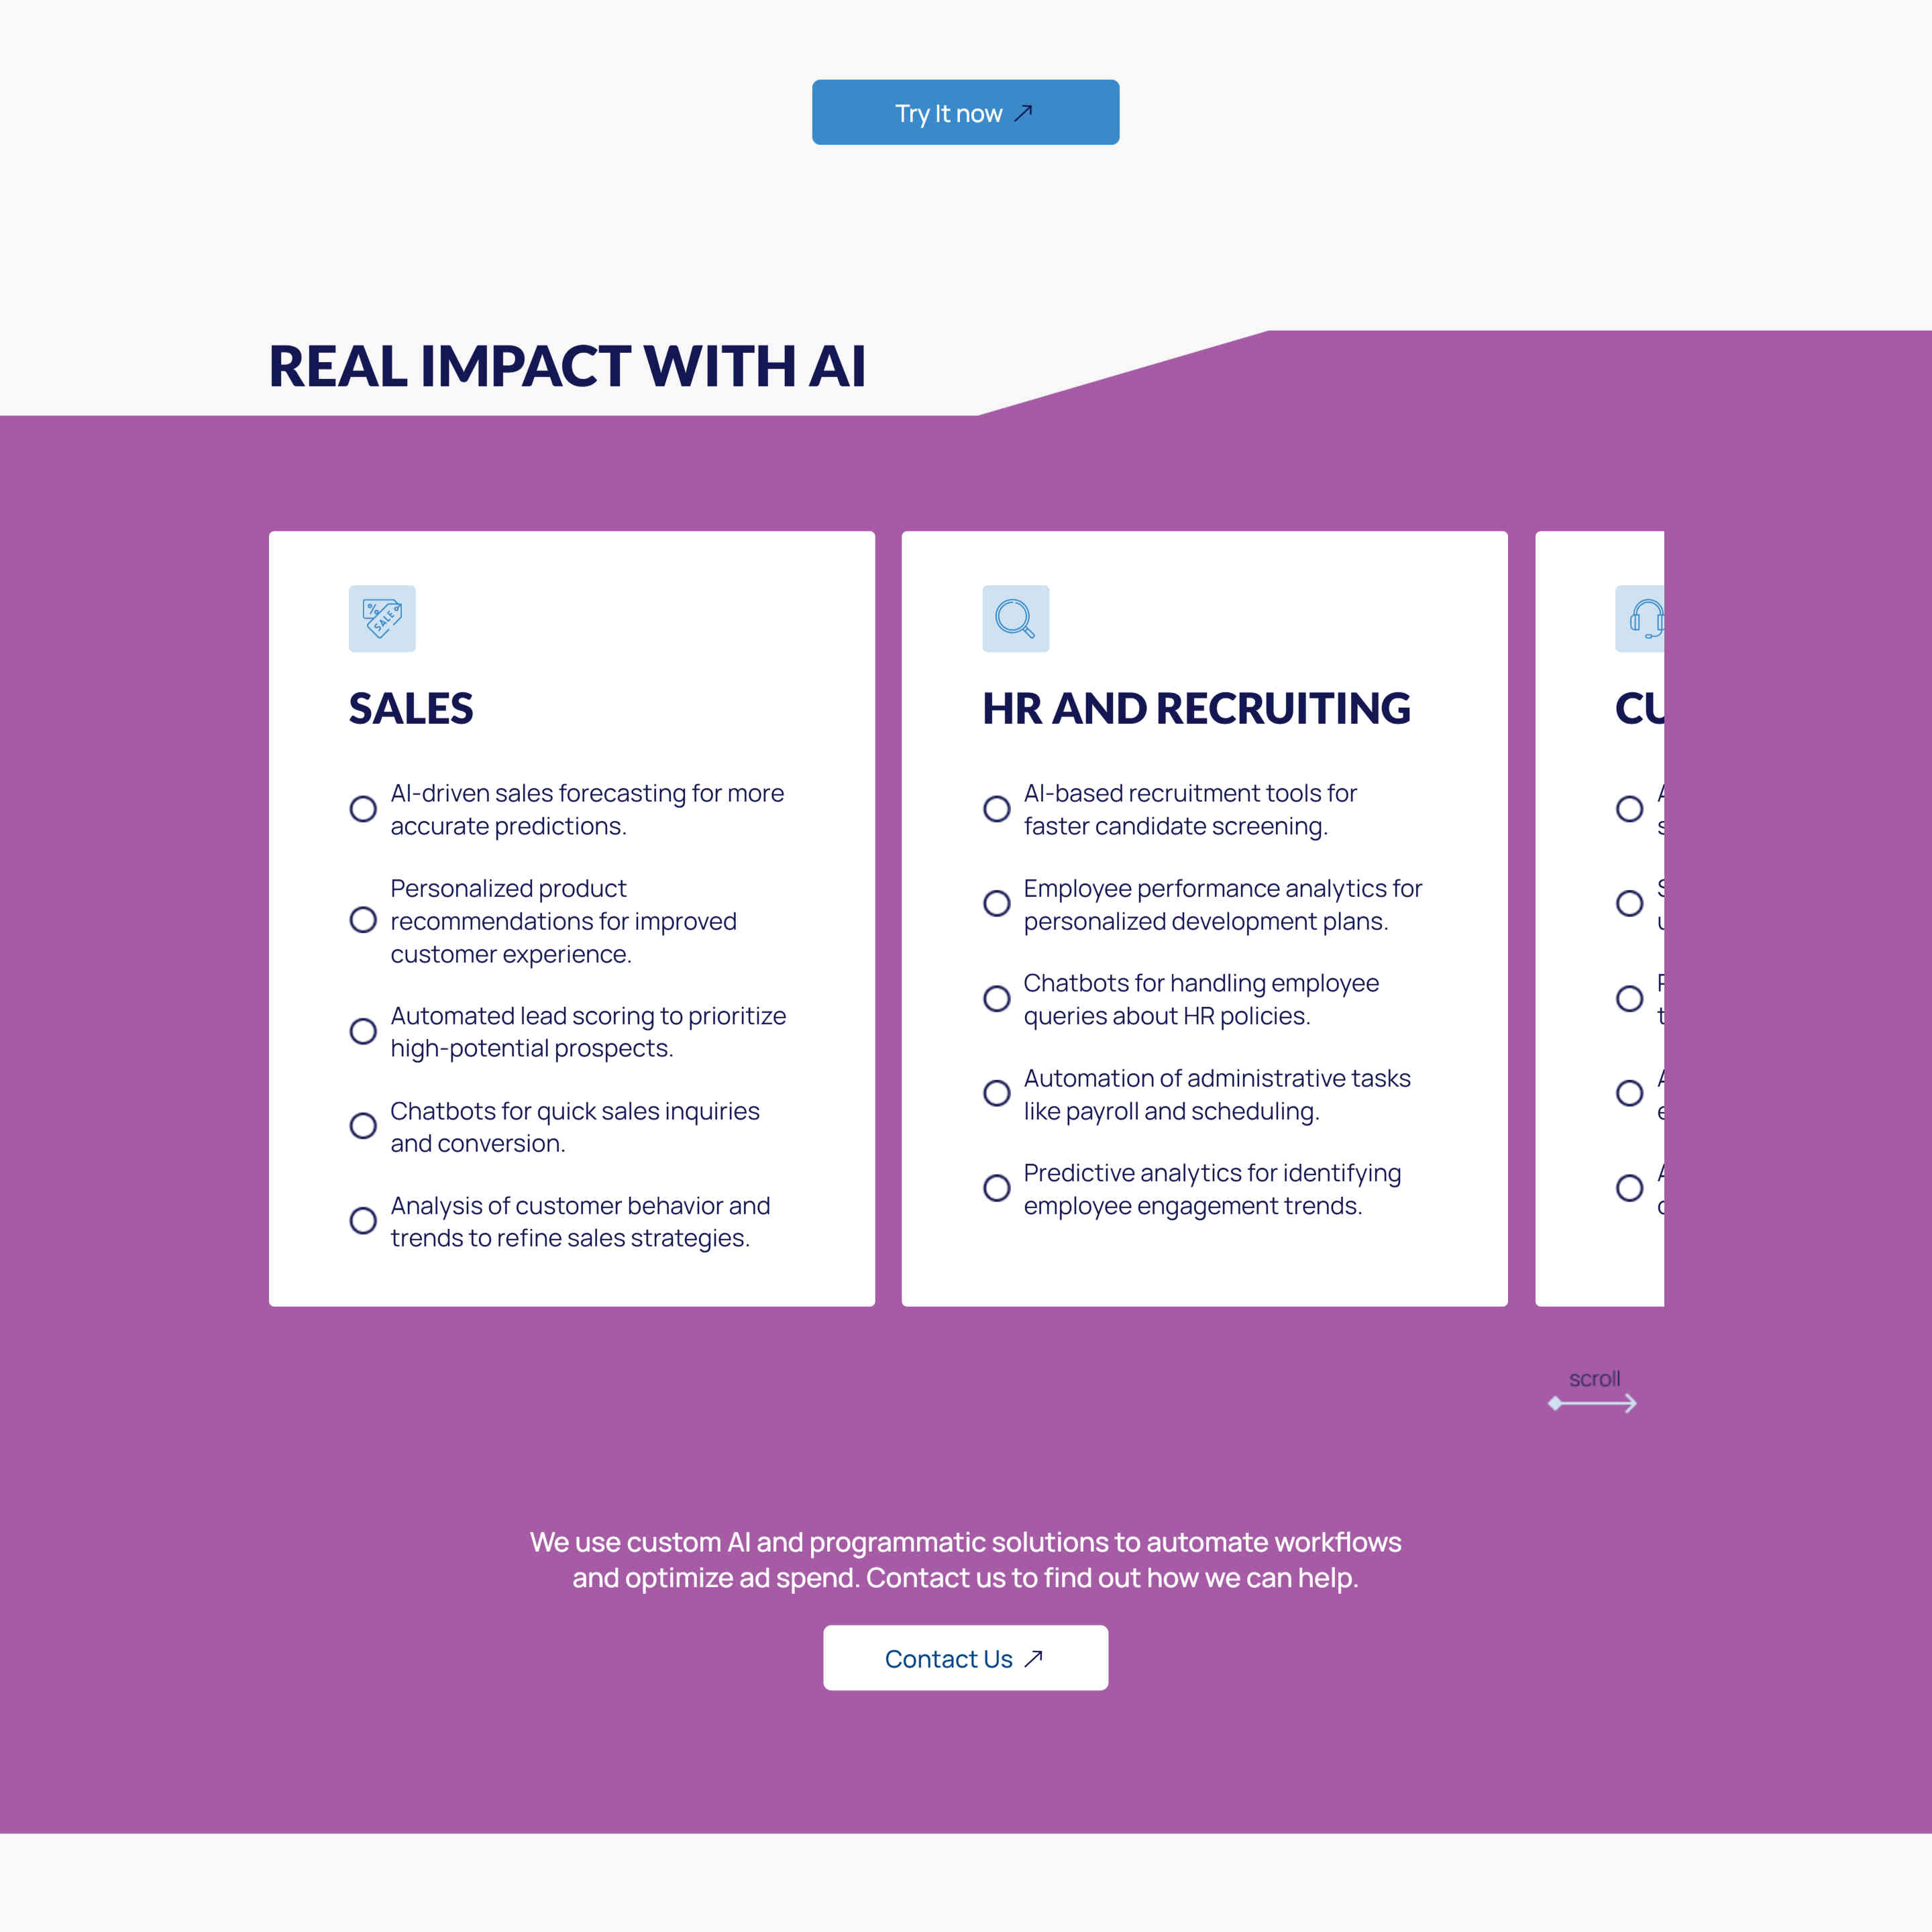 Try It now
REAL IMPACT WITH AI
% SALE
SALES
AI-driven sales forecasting for more
accurate predictions.
Personalized product
recommendations for improved
customer experience.
Automated lead scoring to prioritize
high-potential prospects.
Chatbots for quick sales inquiries
and conversion.
Analysis of customer behavior and
trends to refine sales strategies.
HR AND RECRUITING
AI-based recruitment tools for
faster candidate screening.
Employee performance analytics for
personalized development plans.
Chatbots for handling employee
queries about HR policies.
Automation of administrative tasks
like payroll and scheduling.
Predictive analytics for identifying
employee engagement trends.
scroll
We use custom AI and programmatic solutions to automate workflows
and optimize ad spend. Contact us to find out how we can help.
Contact Us